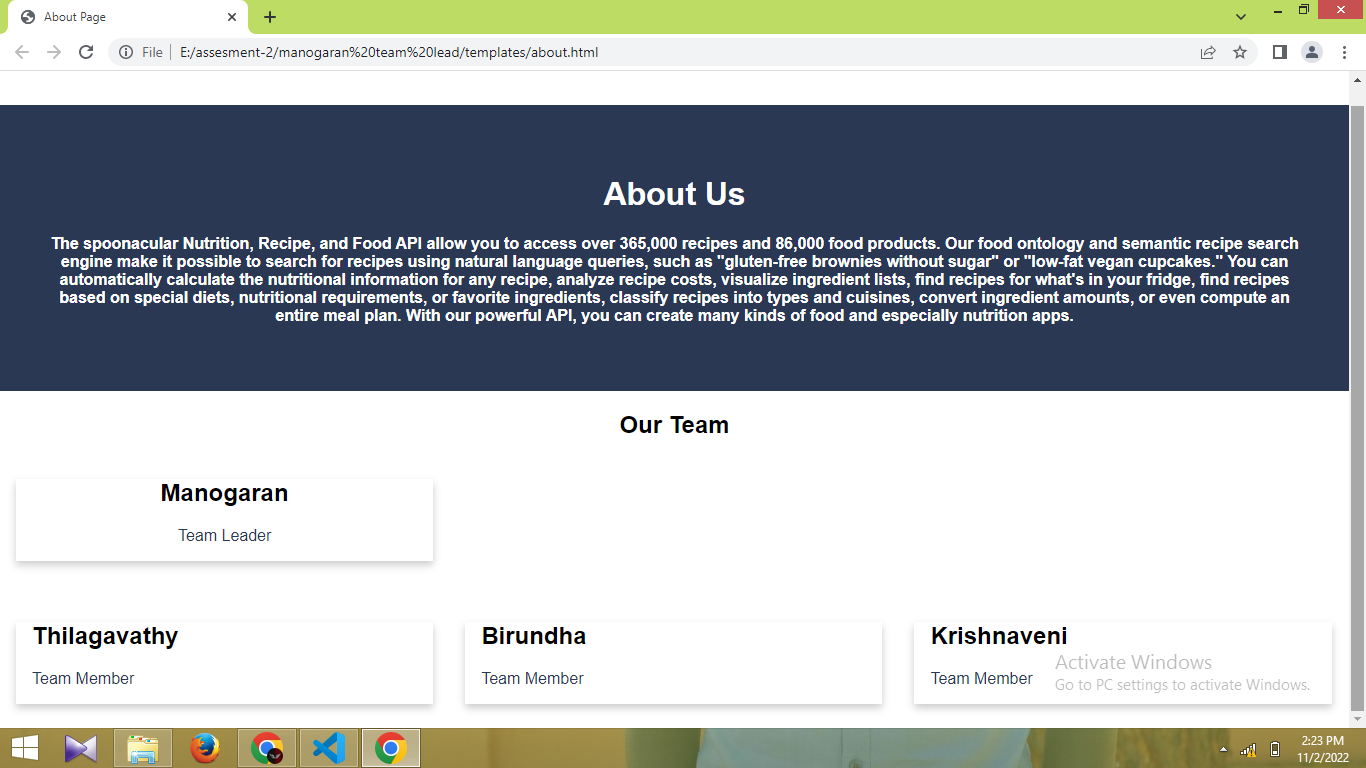 About Page
File
E:/assesment-2/manogaran%20team%20lead/templates/about.html
About Us
The spoonacular Nutrition, Recipe, and Food API allow you to access over 365,000 recipes and 86,000 food products. Our food ontology and semantic recipe search
engine make it possible to search for recipes using natural language queries, such as "gluten-free brownies without sugar" or "low-fat vegan cupcakes." You can
automatically calculate the nutritional information for any recipe, analyze recipe costs, visualize ingredient lists, find recipes for what's in your fridge, find recipes
based on special diets, nutritional requirements, or favorite ingredients, classify recipes into types and cuisines, convert ingredient amounts, or even compute an
entire meal plan. With our powerful API, you can create many kinds of food and especially nutrition apps.
Our Team
Manogaran
Team Leader
Thilagavathy
Team Member
Birundha
Team Member
Krishnaveni
Team Member
Activate Windows
Go to PC settings to activate Windows.
2:23 PM
11/2/2022